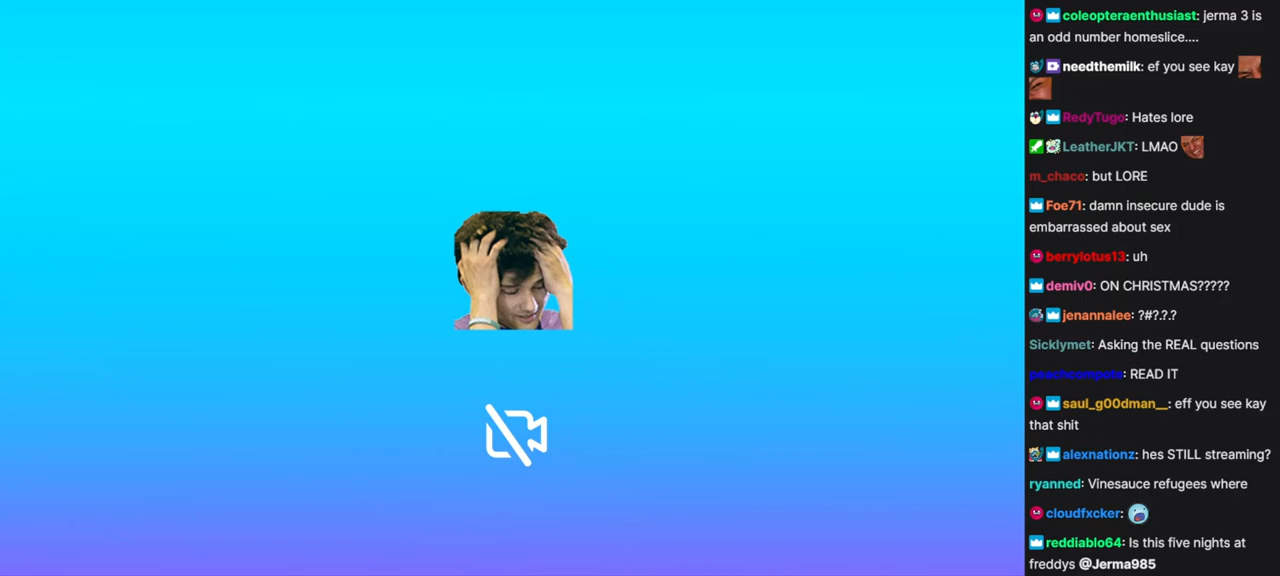 coleopteraenthusiast: jerma 3 is
an odd number homeslice....
needthemilk: ef you see kay
RedyTugo: Hates lore
LeatherJKT: LMAO
m_chaco: but LORE
Foe71: damn insecure dude is
embarrassed about sex
berrylotus13: uh
demiv0: ON CHRISTMAS?????
jenannalee: ?#?.?.?
Sicklymet: Asking the REAL questions
peachcompote: READ IT
saul_g00dman__: eff you see kay
that shit
alexnationz: hes STILL streaming?
ryanned: Vinesauce refugees where
cloudfxcker:
reddiablo64: Is this five nights at
freddys @Jerma985